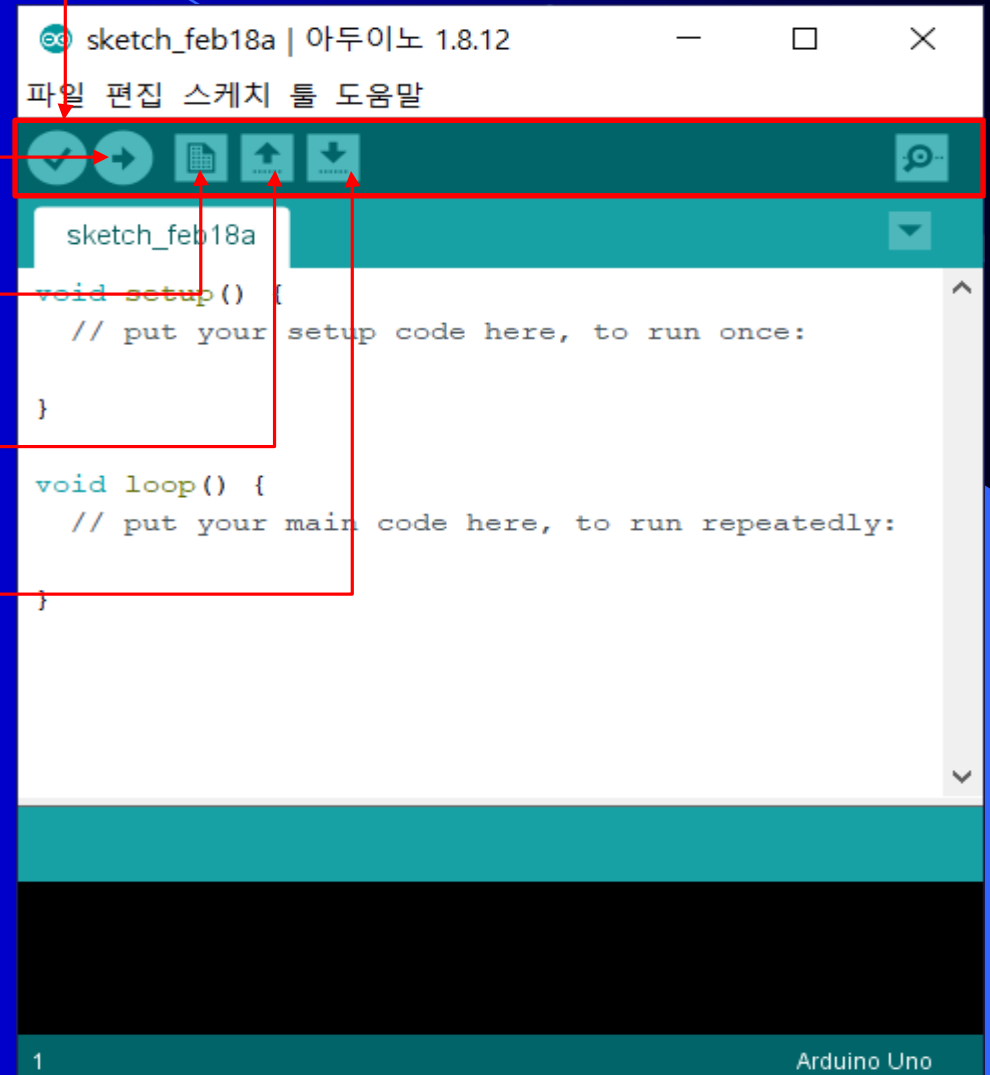 sketch_feb18a | 아두이노 1.8.12
파일 편집 스케치 툴 도움말
sketch_feb18a
void setup() {
  // put your setup code here, to run once:
}
void loop() {
  // put your main code here, to run repeatedly:
}
1 Arduino Uno